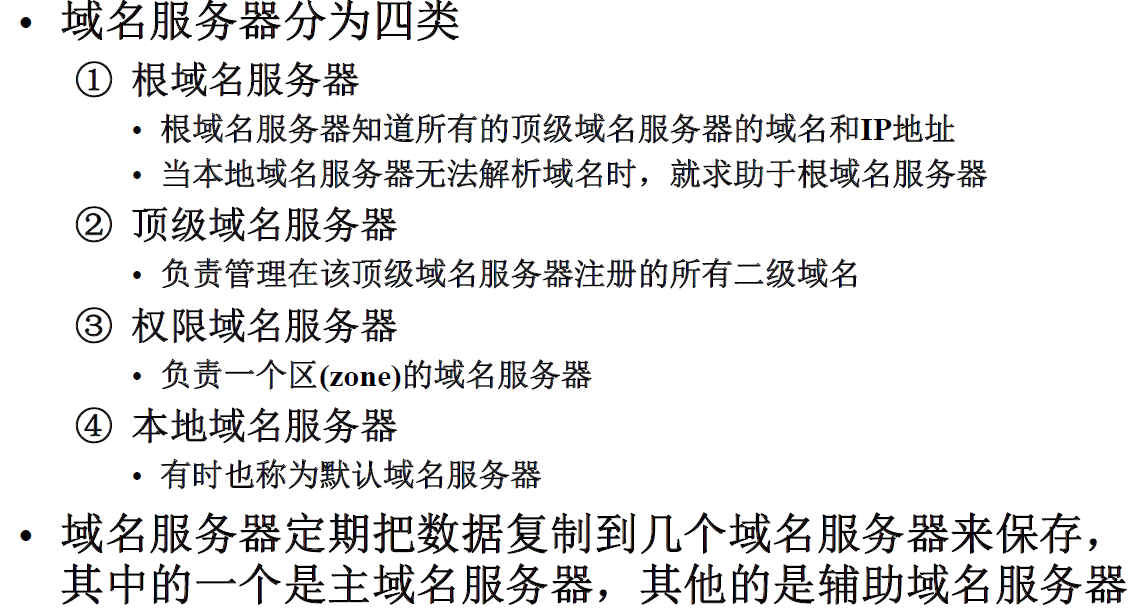 • 域名服务器分为四类
① 根域名服务器
• 根域名服务器知道所有的顶级域名服务器的域名和IP地址
• 当本地域名服务器无法解析域名时，就求助于根域名服务器
② 顶级域名服务器
• 负责管理在该顶级域名服务器注册的所有二级域名
③ 权限域名服务器
• 负责一个区(zone)的域名服务器
④ 本地域名服务器
• 有时也称为默认域名服务器
• 域名服务器定期把数据复制到几个域名服务器来保存，
其中的一个是主域名服务器，其他的是辅助域名服务器